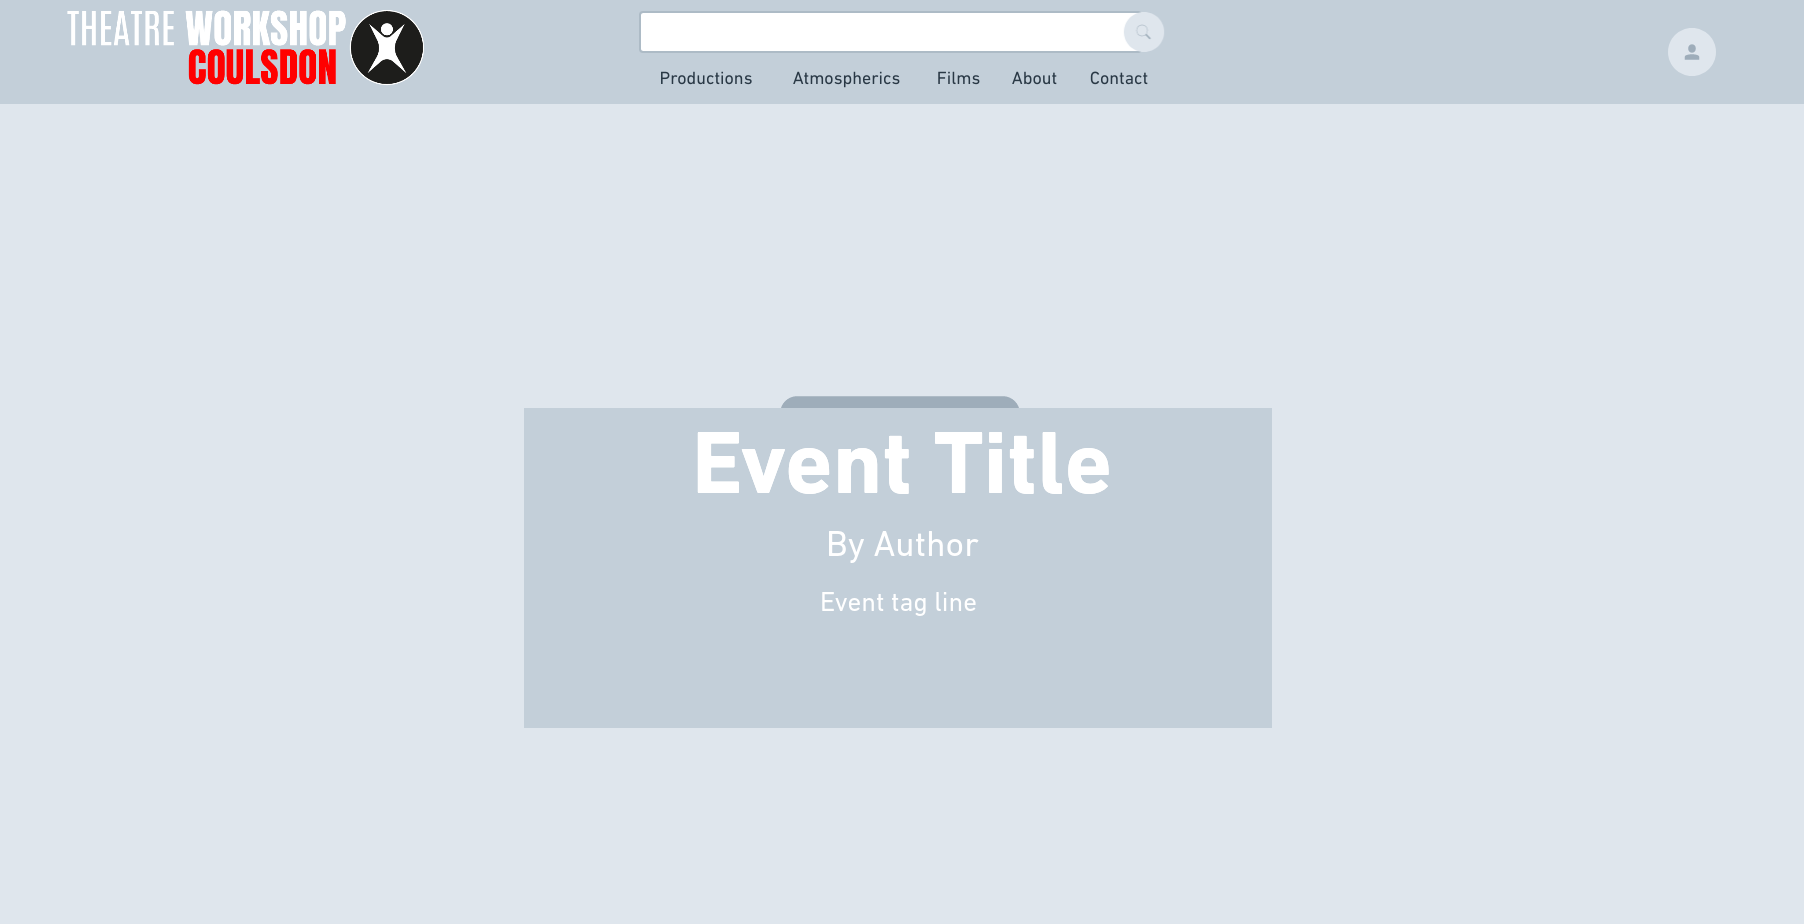 THEATRE WORKSHOP
COULSDON
Productions Atmospherics Films About Contact
Event Title
By Author
Event tag line